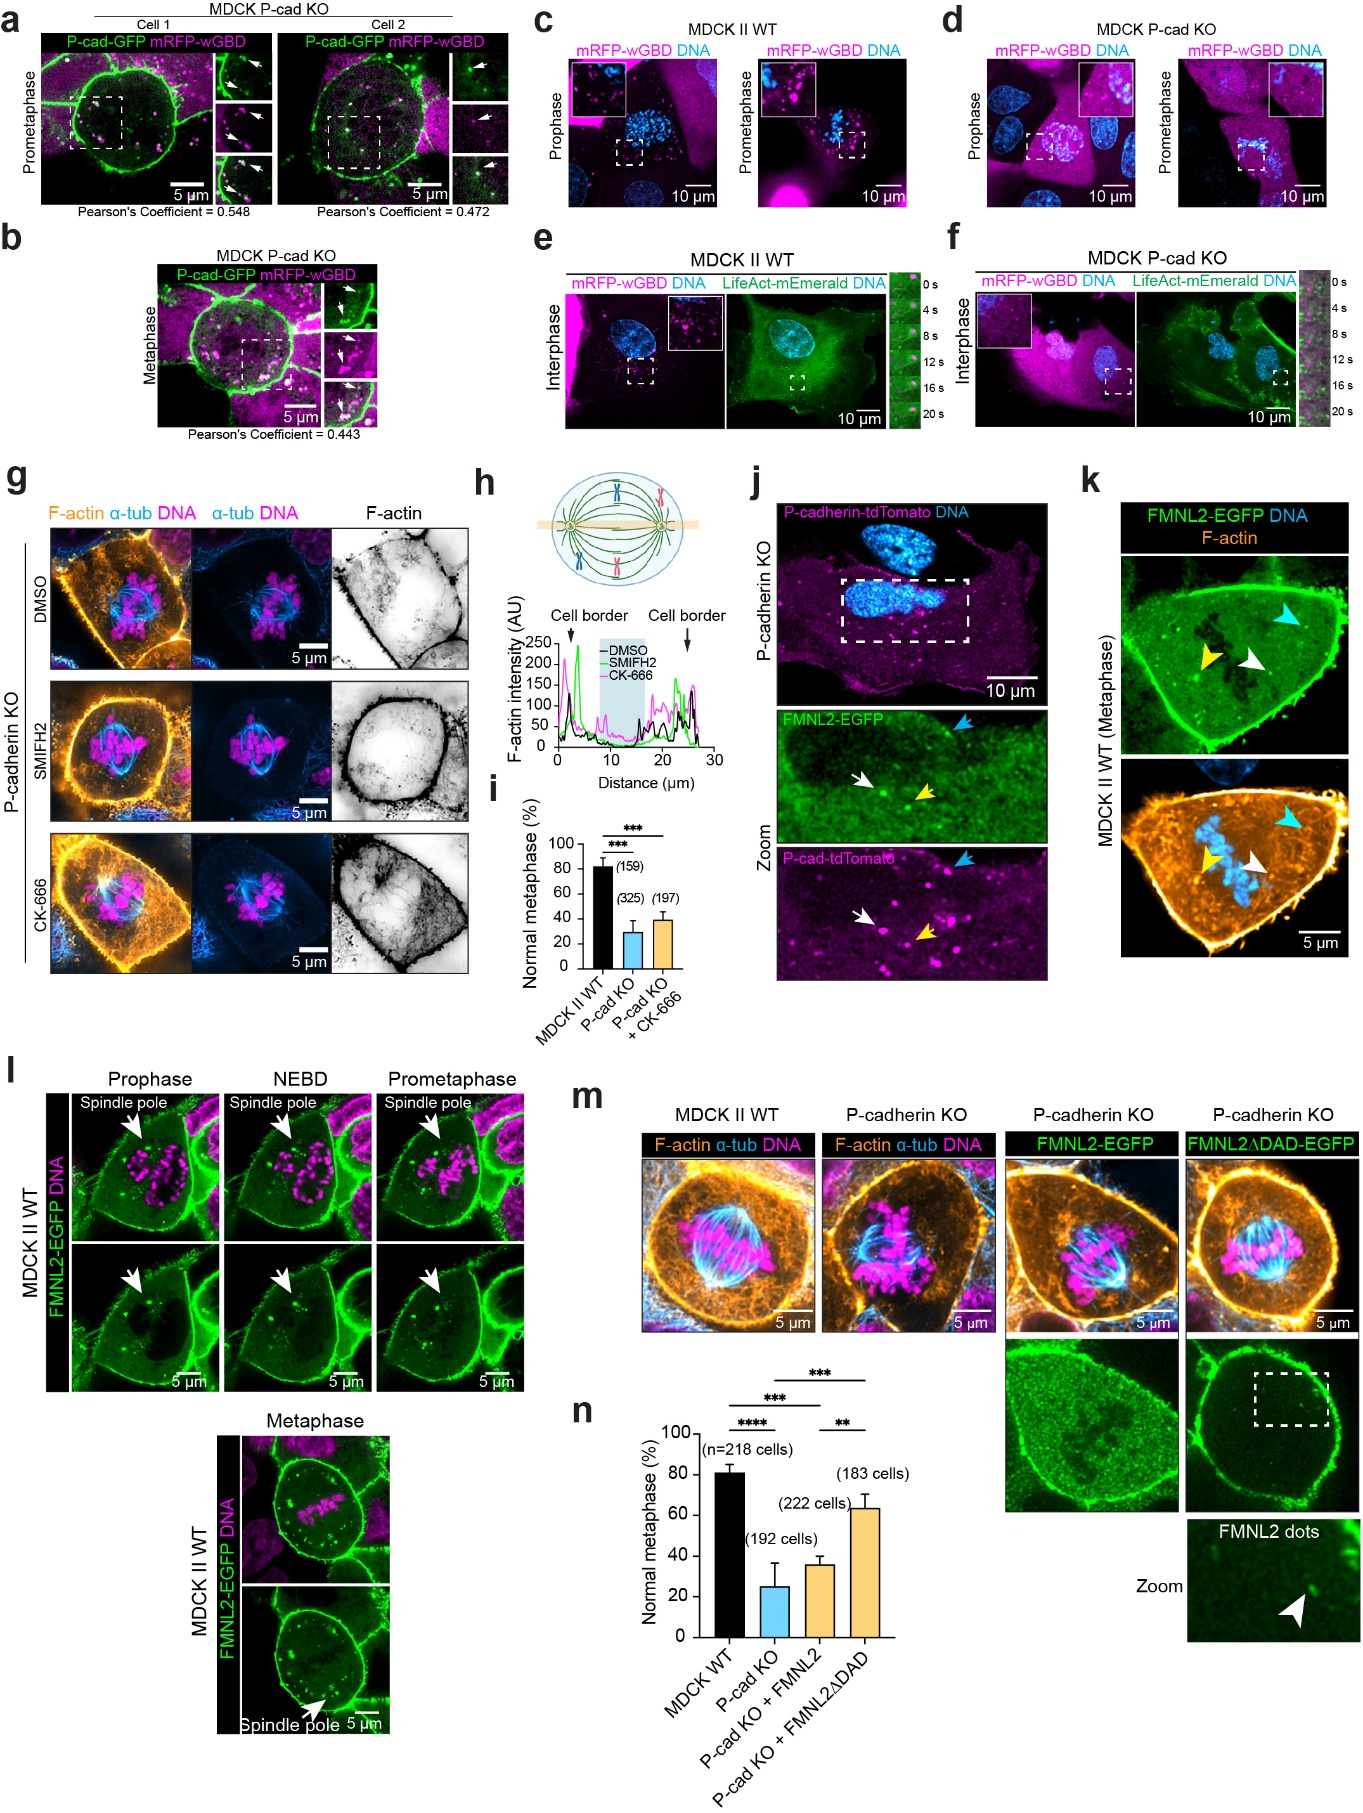 a
MDCK P-cad KO
Cell 1
Cell 2
P-cad-GFP mRFP-wGBD
P-cad-GFP mRFP-wGBD
Prometaphase
5 µm
5 µm
Pearson's Coefficient = 0.548
Pearson's Coefficient = 0.472
b
MDCK P-cad KO
P-cad-GFP mRFP-wGBD
Metaphase
5 µm
Pearson's Coefficient = 0.443
c
MDCK II WT
mRFP-wGBD DNA
mRFP-wGBD DNA
Prophase
Prometaphase
10 µm
10 µm
d
MDCK P-cad KO
mRFP-wGBD DNA
mRFP-wGBD DNA
Prophase
Prometaphase
10 µm
10 µm
e
MDCK II WT
mRFP-wGBD DNA
LifeAct-mEmerald DNA
Interphase
10 µm
0 s
4 s
8 s
12 s
16 s
20 s
f
MDCK P-cad KO
mRFP-wGBD DNA
LifeAct-mEmerald DNA
Interphase
10 µm
0 s
4 s
8 s
12 s
16 s
20 s
g
F-actin α-tub DNA
α-tub DNA
F-actin
P-cadherin KO
DMSO
5 µm
SMIFH2
5 µm
CK-666
5 µm
h
Cell border
Cell border
F-actin intensity (AU)
250
200
150
100
50
0
DMSO
SMIFH2
CK-666
0
10
20
30
Distance (µm)
i
Normal metaphase (%)
100
80
60
40
20
0
***
***
(159)
(325)
(197)
MDCK II WT
P-cad KO
P-cad KO
+ CK-666
j
P-cadherin KO
P-cadherin-tdTomato DNA
10 µm
Zoom
FMNL2-EGFP
P-cad-tdTomato
k
FMNL2-EGFP DNA
F-actin
MDCK II WT (Metaphase)
5 µm
l
Prophase
NEBD
Prometaphase
Spindle pole
Spindle pole
Spindle pole
MDCK II WT
FMNL2-EGFP DNA
5 µm
5 µm
5 µm
Metaphase
MDCK II WT
FMNL2-EGFP DNA
Spindle pole
5 µm
m
MDCK II WT
P-cadherin KO
P-cadherin KO
P-cadherin KO
F-actin α-tub DNA
F-actin α-tub DNA
FMNL2-EGFP
FMNL2ΔDAD-EGFP
5 µm
5 µm
5 µm
5 µm
FMNL2 dots
Zoom
n
Normal metaphase (%)
100
80
60
40
20
0
***
***
****
**
(n=218 cells)
(192 cells)
(222 cells)
(183 cells)
MDCK WT
P-cad KO
P-cad KO + FMNL2
P-cad KO + FMNL2ΔDAD